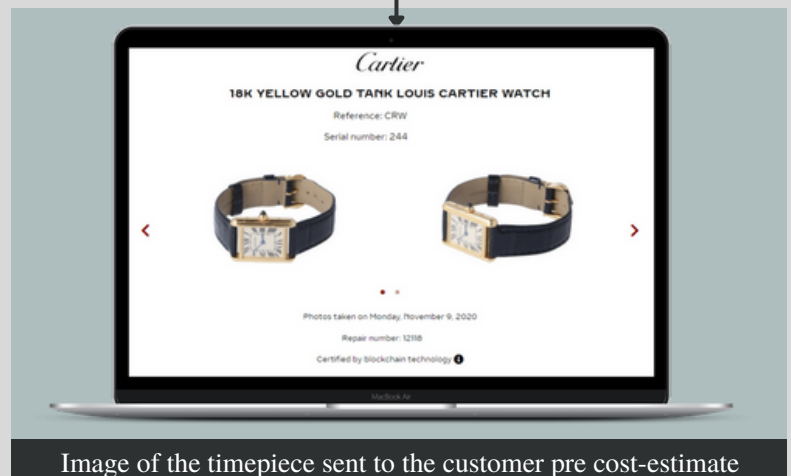 Cartier
18K YELLOW GOLD TANK LOUIS CARTIER WATCH
Reference: CRW
Serial number: 244
Photos taken on Monday, November 9, 2020
Repair number: 12118
Certified by blockchain technology i
MacBook Air
Image of the timepiece sent to the customer pre cost-estimate